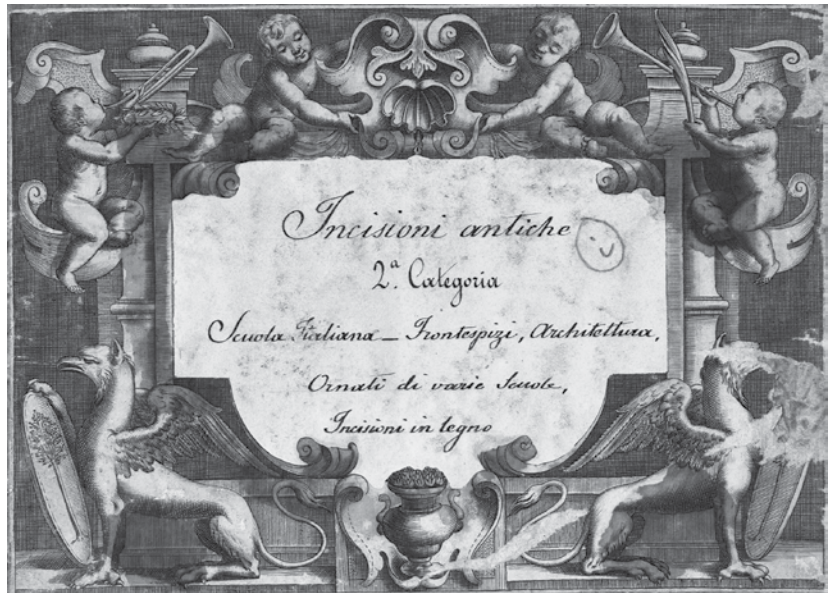 Incisioni antiche
2ª. Categoria
Scuola Italiana _ Frontespizi, Architettura,
Ornati di varie Scuole,
Incisioni in legno